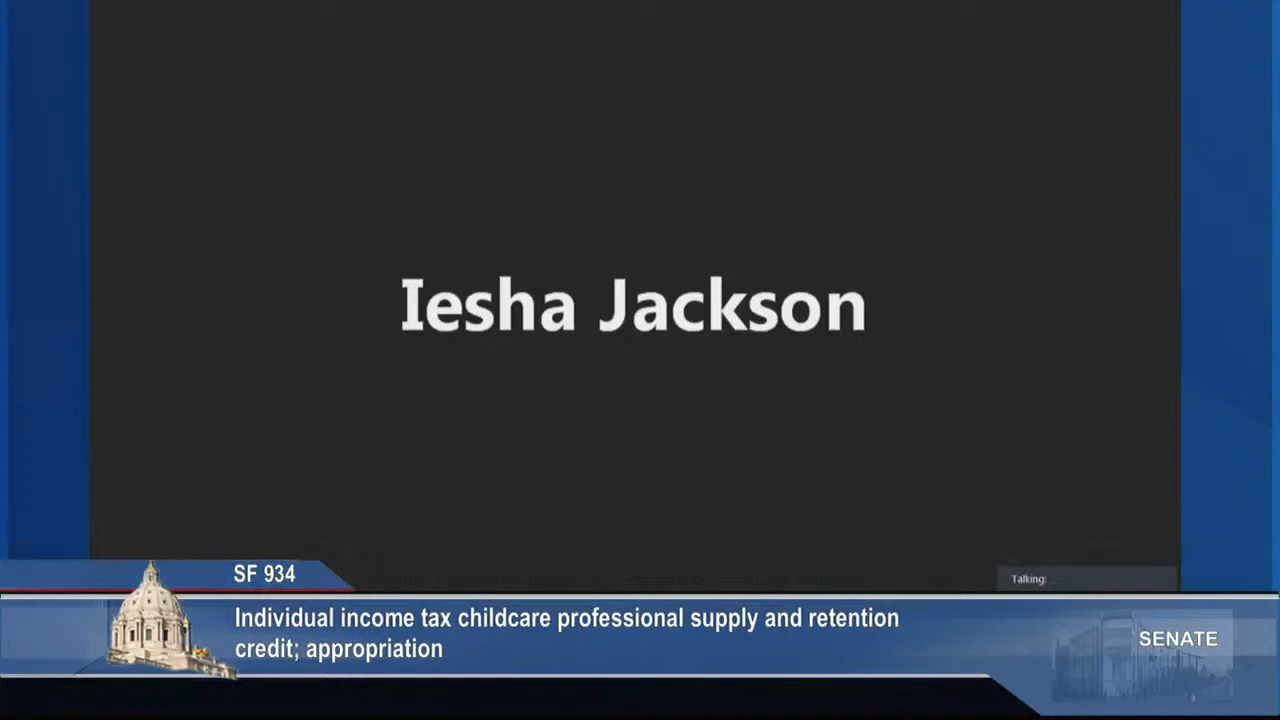 Iesha Jackson
Talking:
SF 934
Individual income tax childcare professional supply and retention
credit; appropriation
SENATE